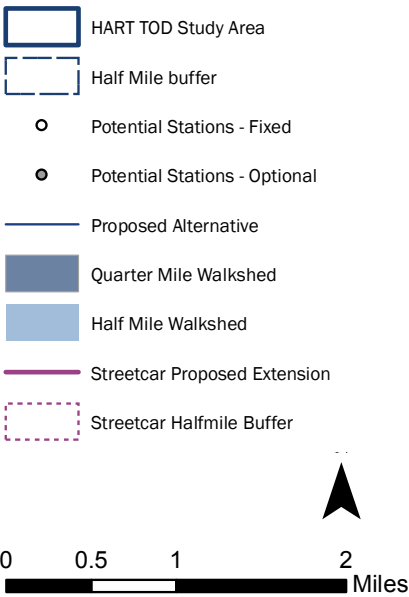 HART TOD Study Area
Half Mile buffer
Potential Stations - Fixed
Potential Stations - Optional
Proposed Alternative
Quarter Mile Walkshed
Half Mile Walkshed
Streetcar Proposed Extension
Streetcar Halfmile Buffer
0 0.5 1 2
Miles